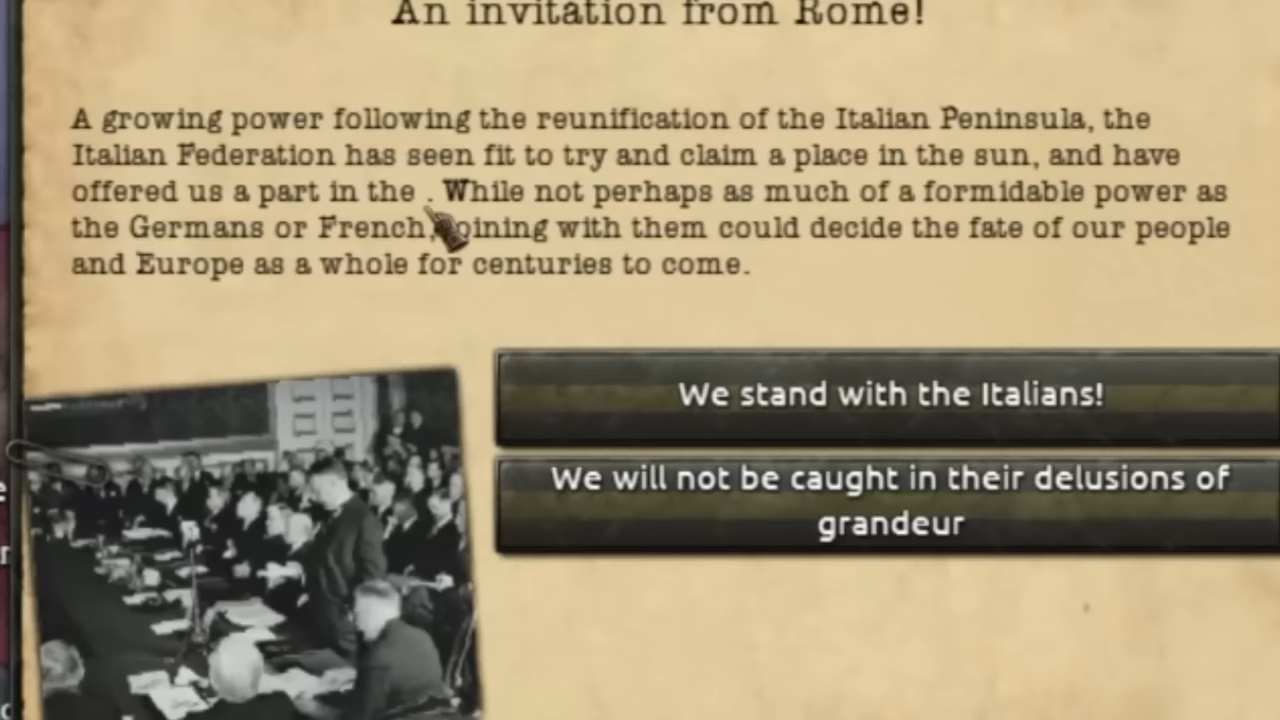 An invitation from Rome!
A growing power following the reunification of the Italian Peninsula, the
Italian Federation has seen fit to try and claim a place in the sun, and have
offered us a part in the . While not perhaps as much of a formidable power as
the Germans or French, joining with them could decide the fate of our people
and Europe as a whole for centuries to come.
We stand with the Italians!
We will not be caught in their delusions of
grandeur